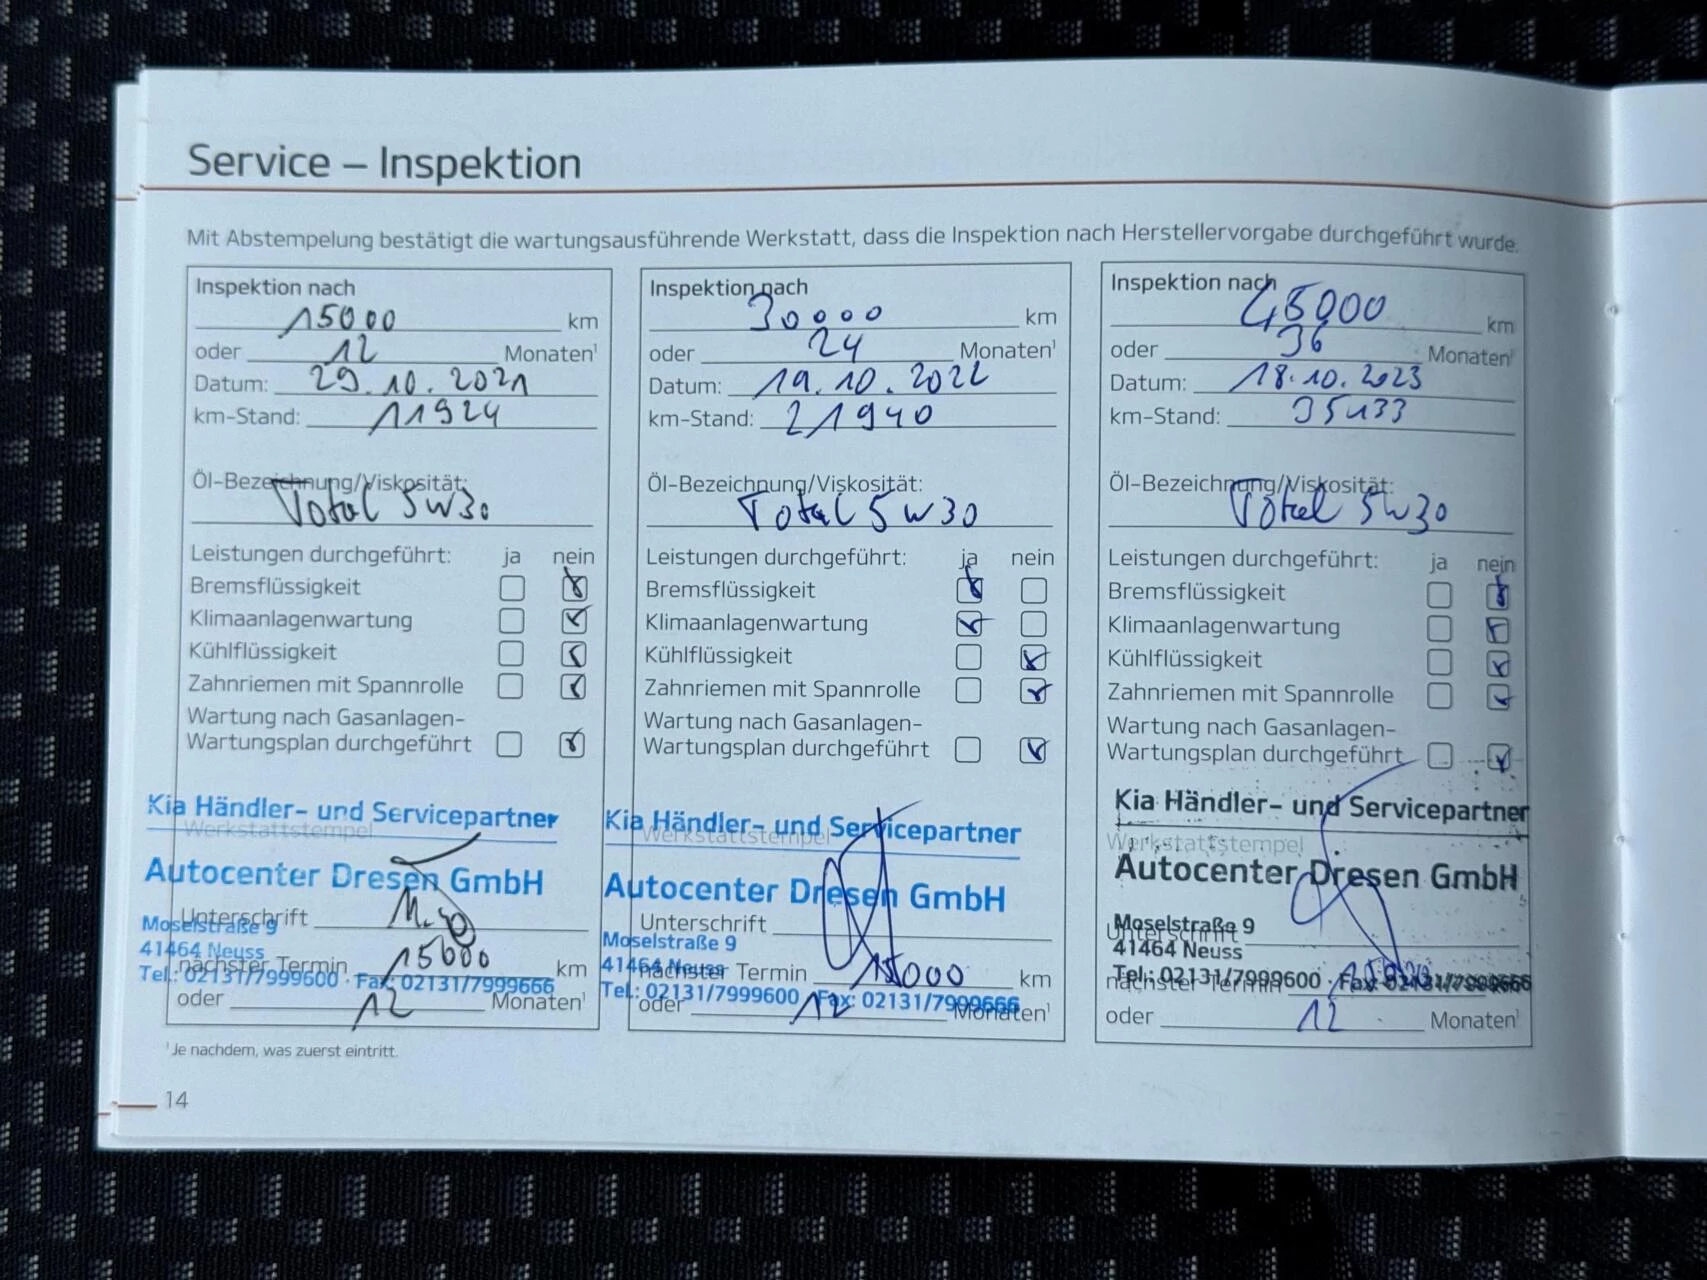 Service – Inspektion
Mit Abstempelung bestätigt die wartungsausführende Werkstatt, dass die Inspektion nach Herstellervorgabe durchgeführt wurde.
Inspektion nach
15000 km
oder 12 Monaten¹
Datum: 29.10.2021
km-Stand: 11924
Öl-Bezeichnung/Viskosität:
Total 5W30
Leistungen durchgeführt: ja nein
Bremsflüssigkeit
Klimaanlagenwartung
Kühlflüssigkeit
Zahnriemen mit Spannrolle
Wartung nach Gasanlagen-
Wartungsplan durchgeführt
Kia Händler- und Servicepartner
Werkstattstempel
Autocenter Dresen GmbH
Unterschrift
Moselstraße 9
41464 Neuss
nächster Termin 15000 km
Tel.: 02131/7999600 · Fax: 02131/7999666
oder 12 Monaten¹
Inspektion nach
30000 km
oder 24 Monaten¹
Datum: 19.10.2022
km-Stand: 21940
Öl-Bezeichnung/Viskosität:
Total 5W30
Leistungen durchgeführt: ja nein
Bremsflüssigkeit
Klimaanlagenwartung
Kühlflüssigkeit
Zahnriemen mit Spannrolle
Wartung nach Gasanlagen-
Wartungsplan durchgeführt
Kia Händler- und Servicepartner
Werkstattstempel
Autocenter Dresen GmbH
Unterschrift
Moselstraße 9
41464 Neuss
nächster Termin 15000 km
Tel.: 02131/7999600 Fax: 02131/7999666
oder 12 Monaten¹
Inspektion nach
45000 km
oder 36 Monaten¹
Datum: 18.10.2023
km-Stand: 35133
Öl-Bezeichnung/Viskosität:
Total 5W30
Leistungen durchgeführt: ja nein
Bremsflüssigkeit
Klimaanlagenwartung
Kühlflüssigkeit
Zahnriemen mit Spannrolle
Wartung nach Gasanlagen-
Wartungsplan durchgeführt
Kia Händler- und Servicepartner
Werkstattstempel
Autocenter Dresen GmbH
Moselstraße 9
Unterschrift
41464 Neuss
nächster Termin
Tel.: 02131/7999600 · Fax: 02131/7999666
oder 12 Monaten¹
¹Je nachdem, was zuerst eintritt.
14